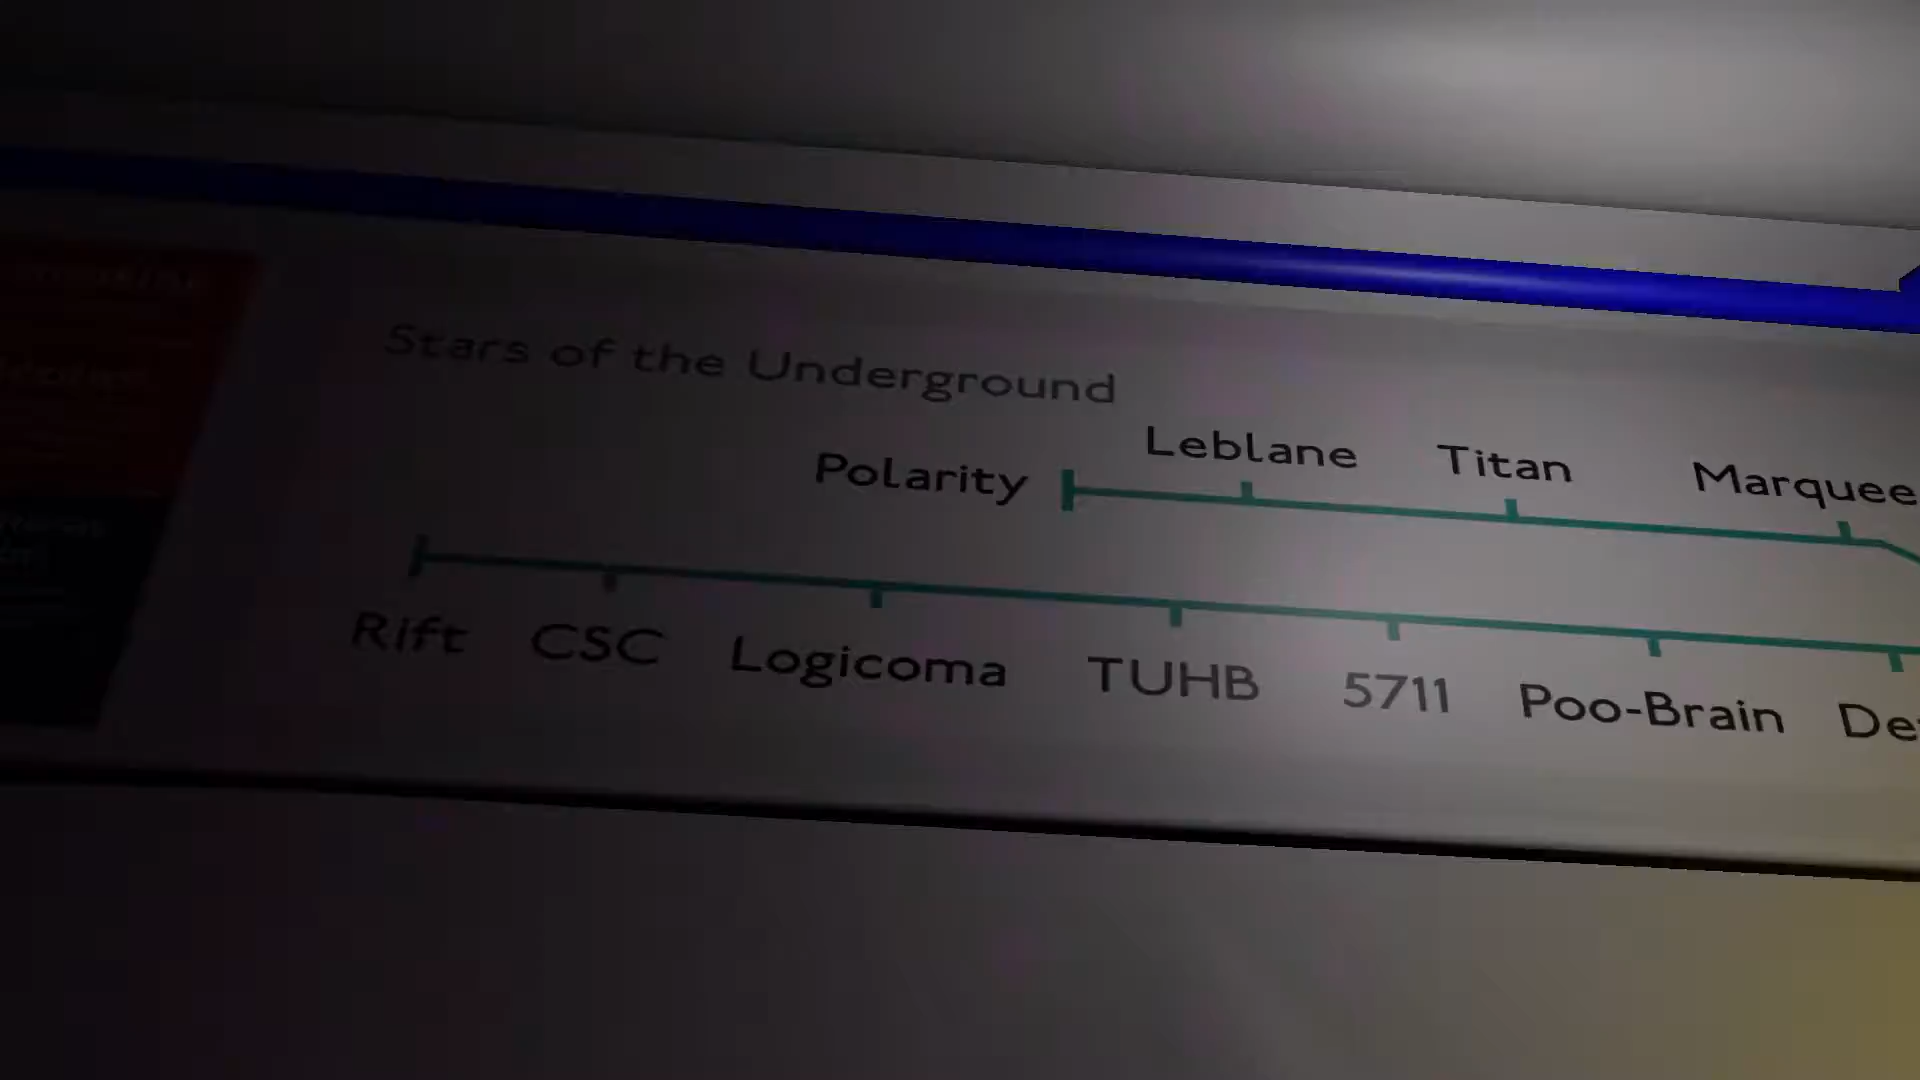 Stars of the Underground
Polarity
Leblane
Titan
Marquee
Rift
CSC
Logicoma
TUHB
5711
Poo-Brain